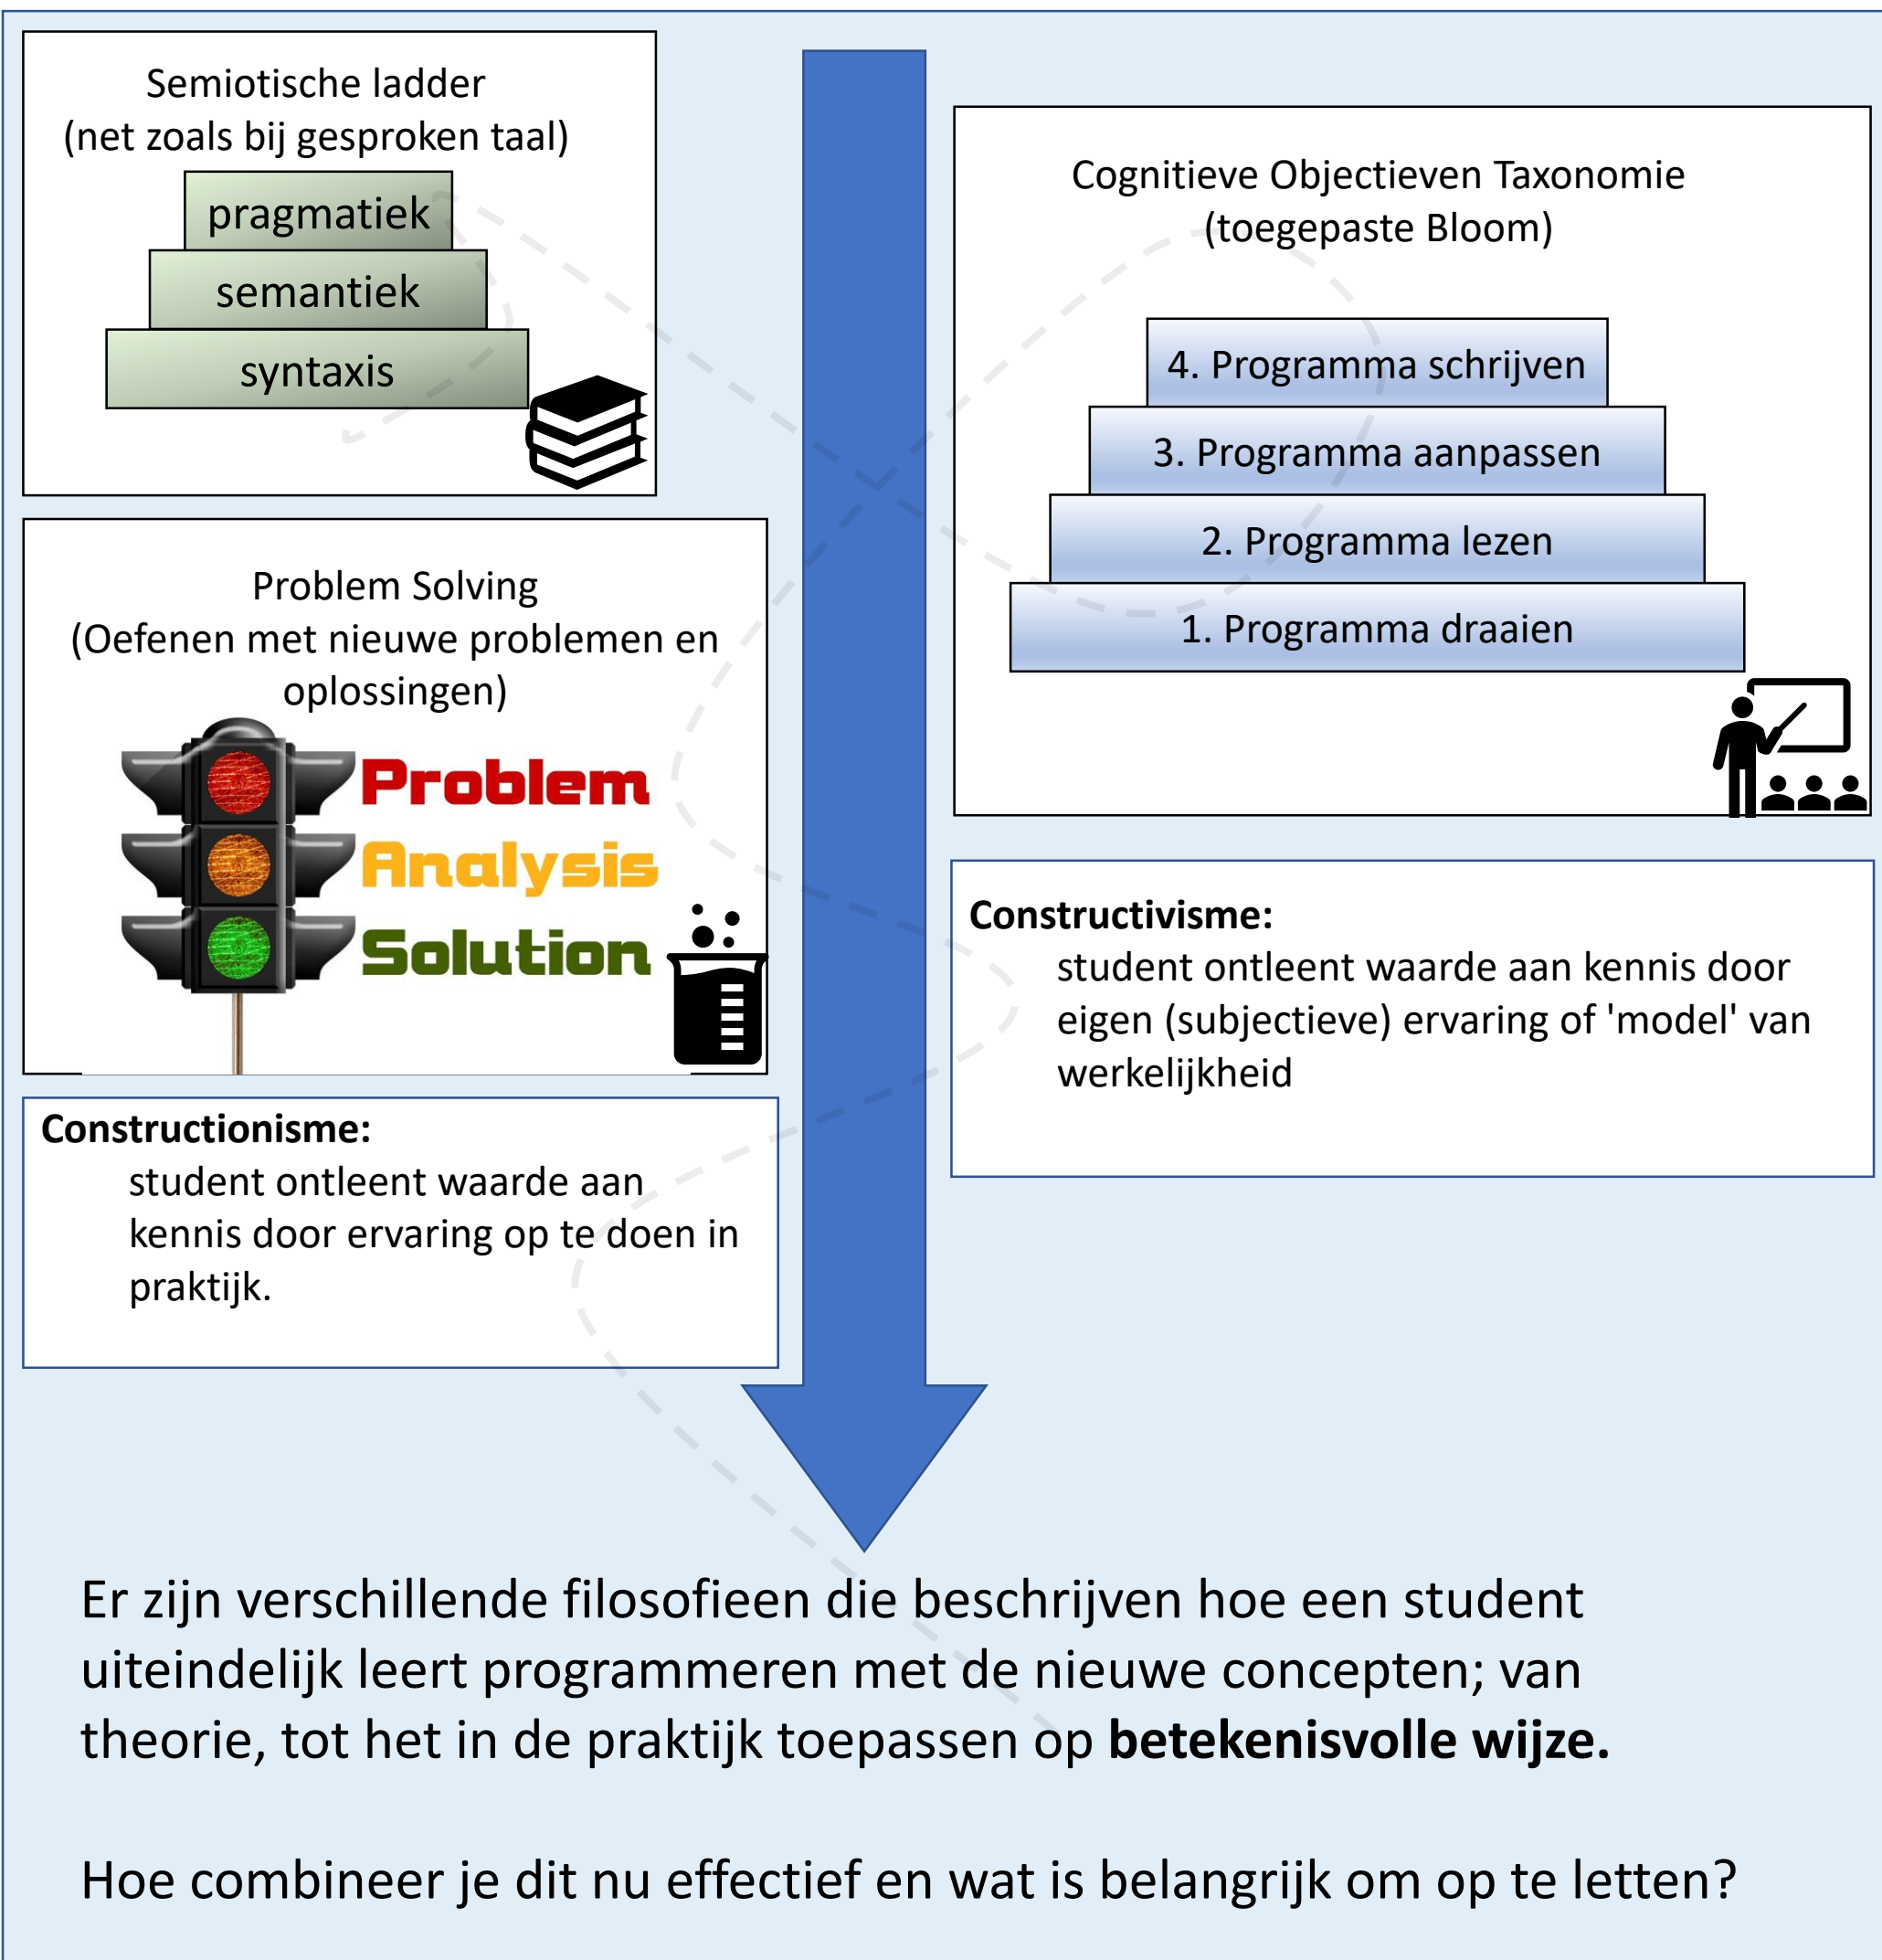 Semiotische ladder
(net zoals bij gesproken taal)
pragmatiek
semantiek
syntaxis
Problem Solving
(Oefenen met nieuwe problemen en
oplossingen)
Problem
Analysis
Solution
Constructionisme:
student ontleent waarde aan
kennis door ervaring op te doen in
praktijk.
Cognitieve Objectieven Taxonomie
(toegepaste Bloom)
4. Programma schrijven
3. Programma aanpassen
2. Programma lezen
1. Programma draaien
Constructivisme:
student ontleent waarde aan kennis door
eigen (subjectieve) ervaring of 'model' van
werkelijkheid
Er zijn verschillende filosofieen die beschrijven hoe een student
uiteindelijk leert programmeren met de nieuwe concepten; van
theorie, tot het in de praktijk toepassen op betekenisvolle wijze.
Hoe combineer je dit nu effectief en wat is belangrijk om op te letten?